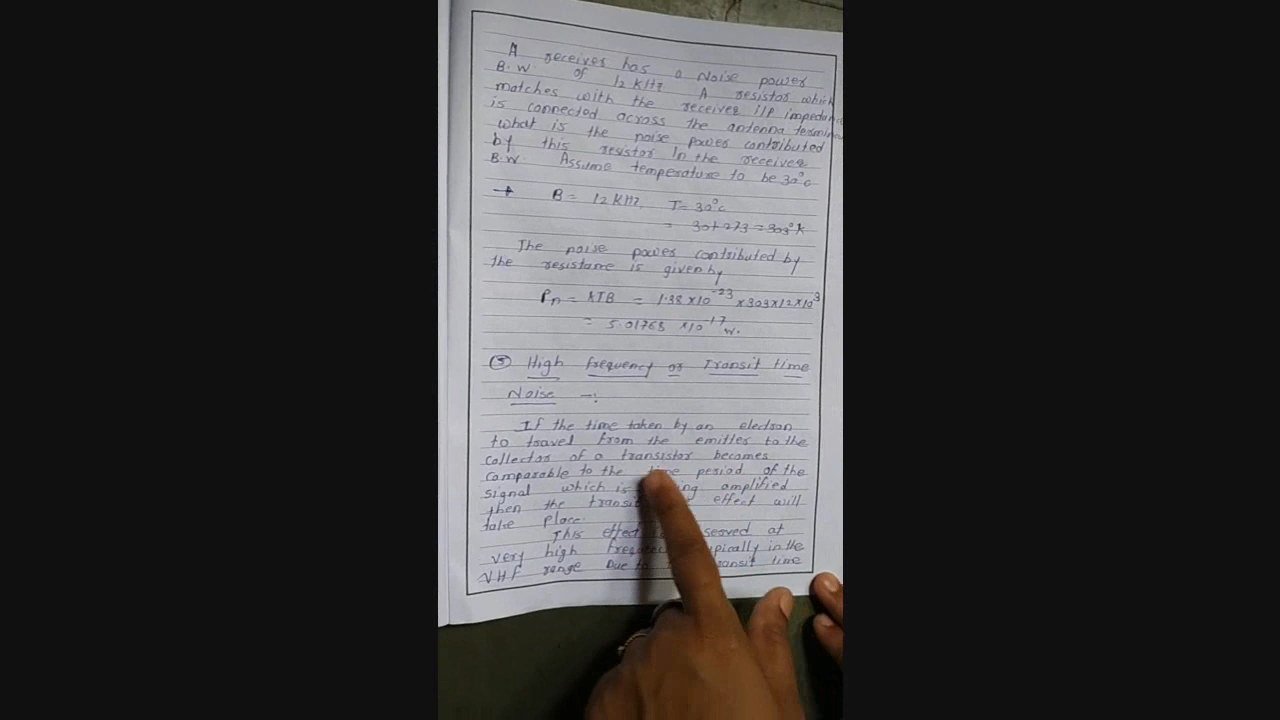 A receiver has a Noise power
B.W. of 12 KHz A resistor which
matches with the receiver I/P impedance
is connected across the antenna
what is the noise power contributed
by this resistor In the receiver
B.W. Assume temperature to be 30°c
→ B = 12 KHz, T = 30°c
= 30+273 = 303°K
The noise power contributed by
the resistame is given by
Pn = KTB = 1.38 x10^-23 x 303 x 12 x 10^3
= 5.01768 x10^-17 w.
③ High frequency or Transit time
Noise -:
If the time taken by an electron
to travel from the emitter to the
collector of a transistor becomes
comparable to the time period of the
signal which is amplified
then the transit effect will
take place.
This effect at
very high in the
VHF range Due to time